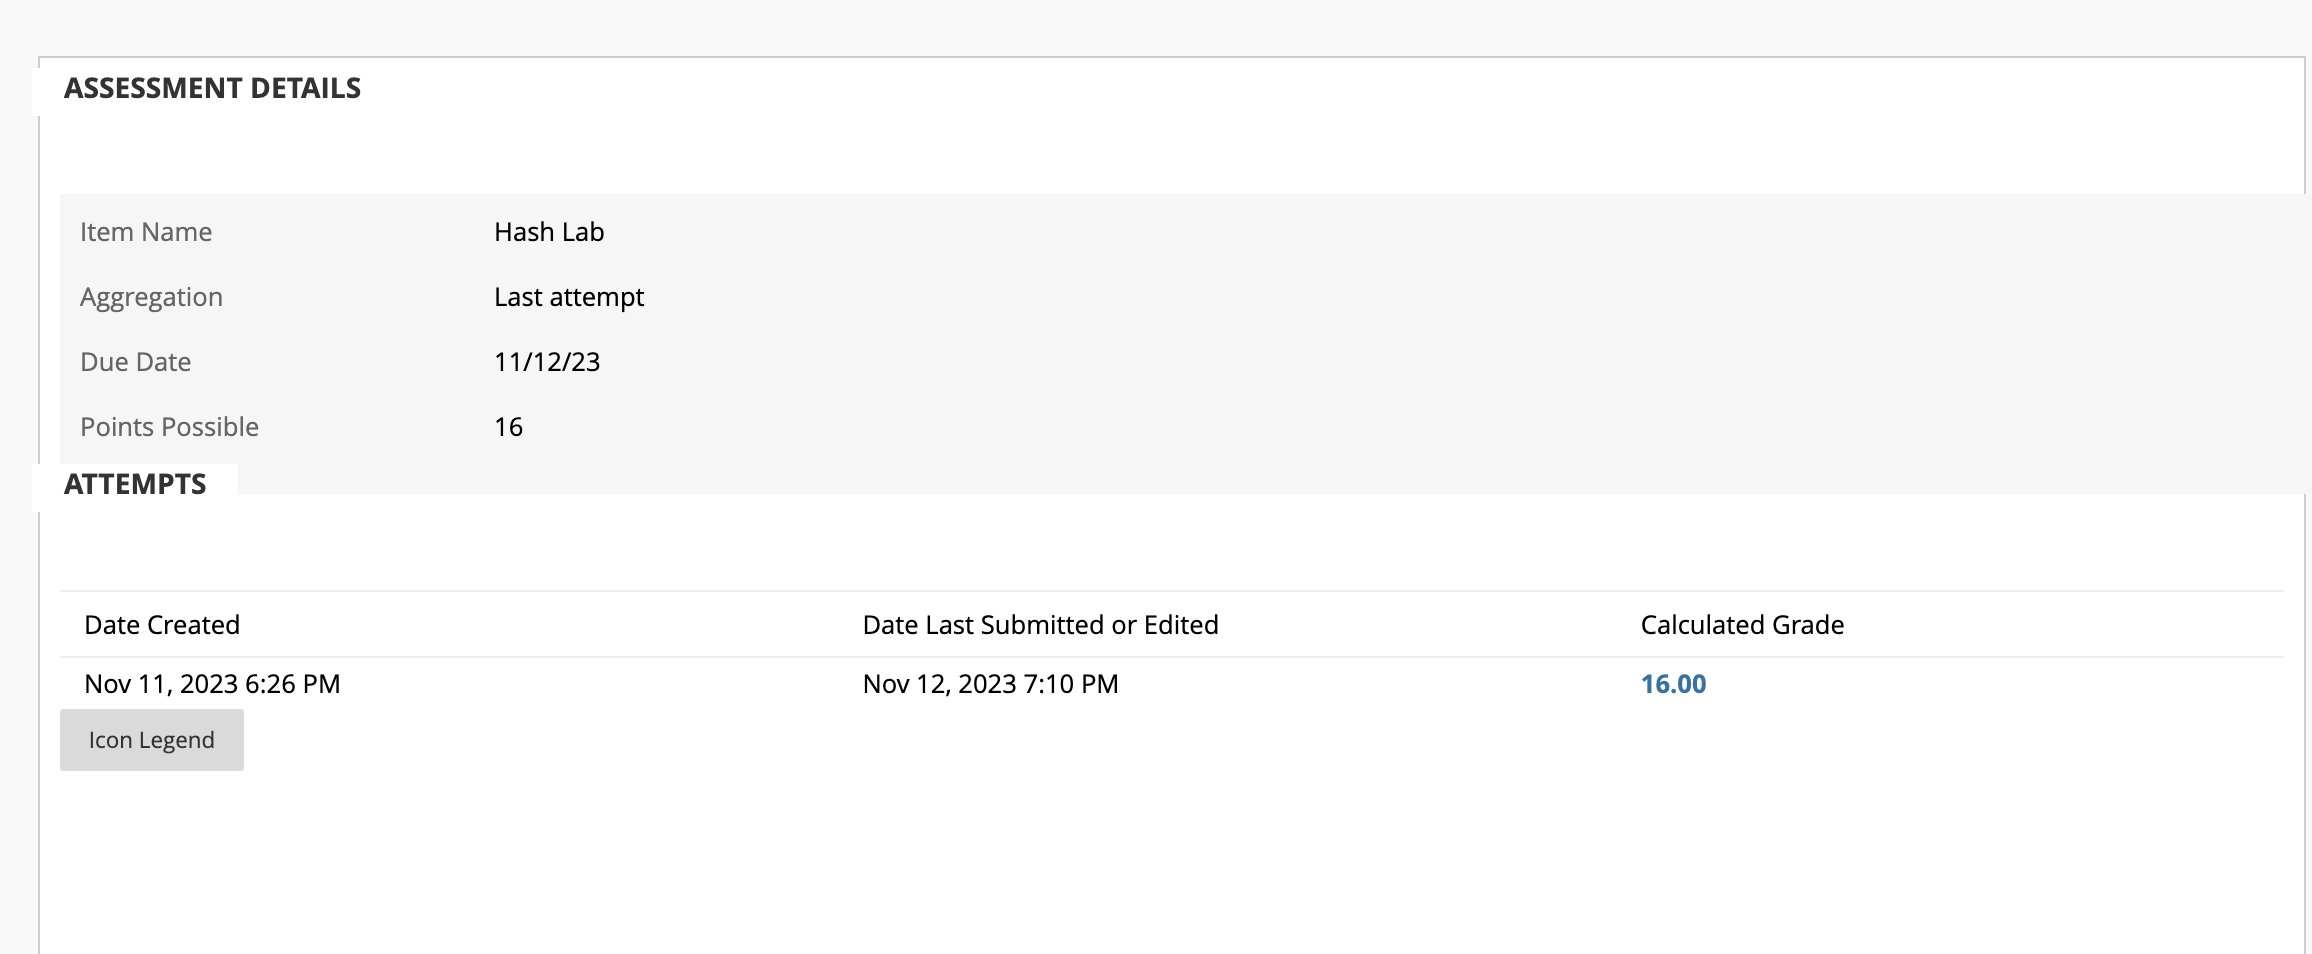 ASSESSMENT DETAILS
Item Name Hash Lab
Aggregation Last attempt
Due Date 11/12/23
Points Possible 16
ATTEMPTS
Date Created Date Last Submitted or Edited Calculated Grade
Nov 11, 2023 6:26 PM Nov 12, 2023 7:10 PM 16.00
Icon Legend